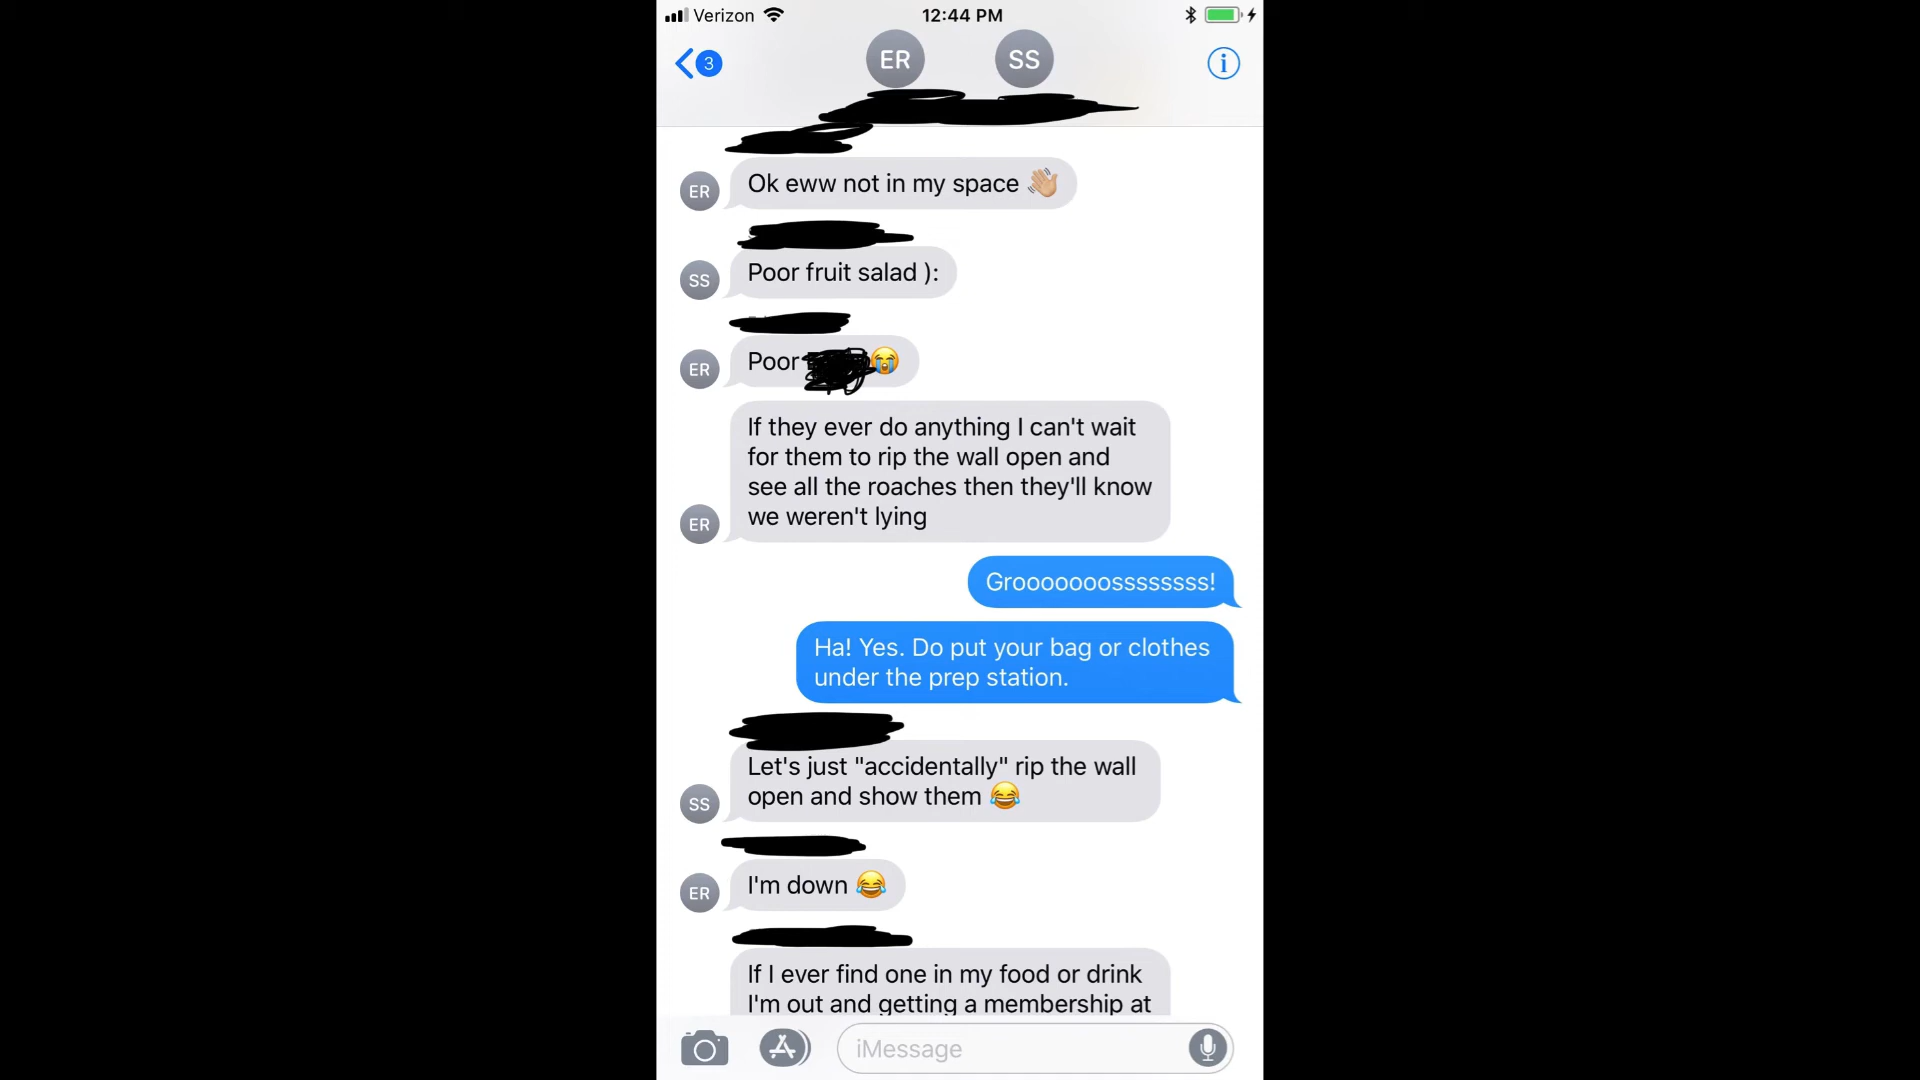 Verizon 12:44 PM
3 ER SS
ER Ok eww not in my space 👋🏼
SS Poor fruit salad ):
ER Poor 😭
If they ever do anything I can't wait
for them to rip the wall open and
see all the roaches then they'll know
ER we weren't lying
Grooooooossssssss!
Ha! Yes. Do put your bag or clothes
under the prep station.
Let's just "accidentally" rip the wall
SS open and show them 😂
ER I'm down 😂
If I ever find one in my food or drink
I'm out and getting a membership at
iMessage